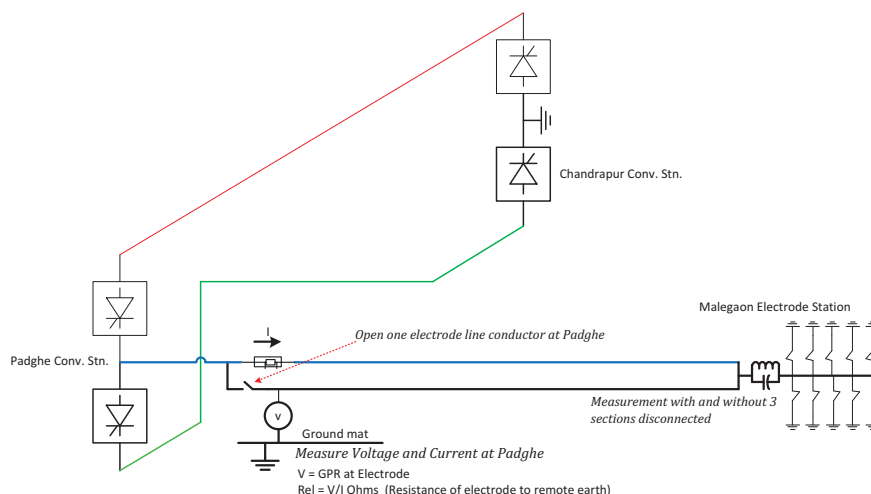 Chandrapur Conv. Stn.
Malegaon Electrode Station
I
Open one electrode line conductor at Padghe
Padghe Conv. Stn.
Measurement with and without 3
sections disconnected
V
Ground mat
Measure Voltage and Current at Padghe
V = GPR at Electrode
Rel = V/I Ohms (Resistance of electrode to remote earth)